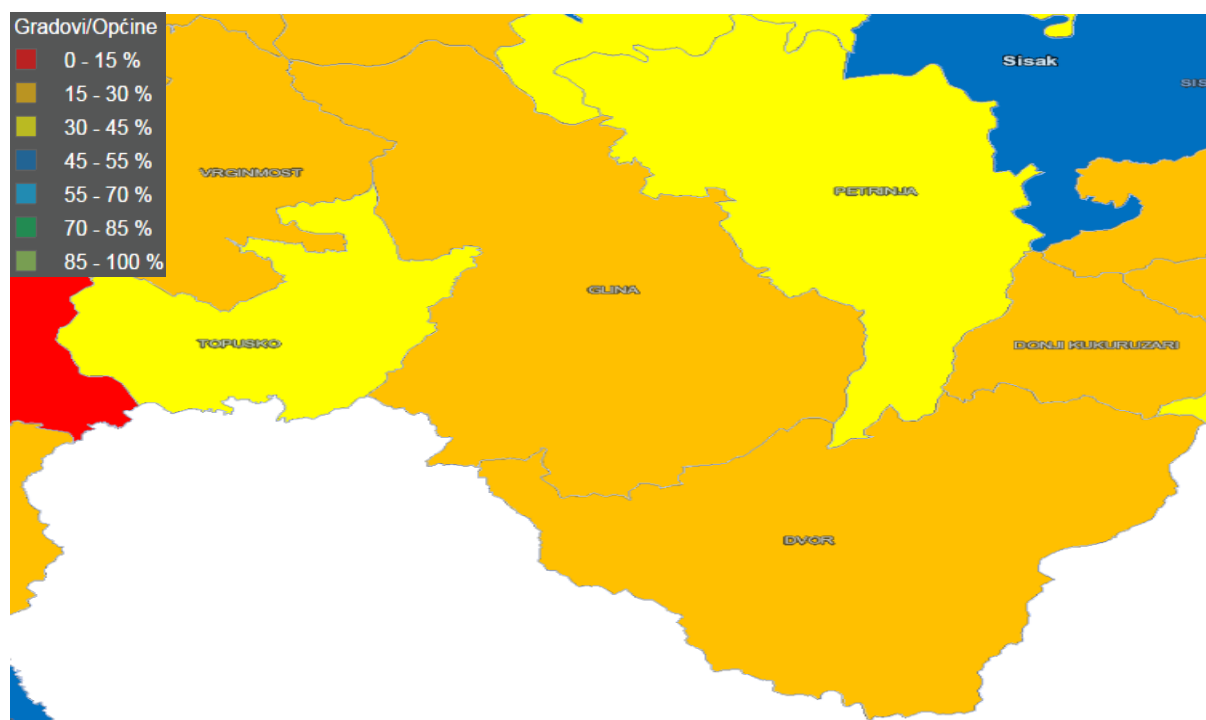 Gradovi/Općine
0 - 15 %
15 - 30 %
30 - 45 %
45 - 55 %
55 - 70 %
70 - 85 %
85 - 100 %
Sisak
SIS
VRGINMOST
PETRINJA
GLINA
TOPUSKO
DONJI KUKURUZARI
DVOR